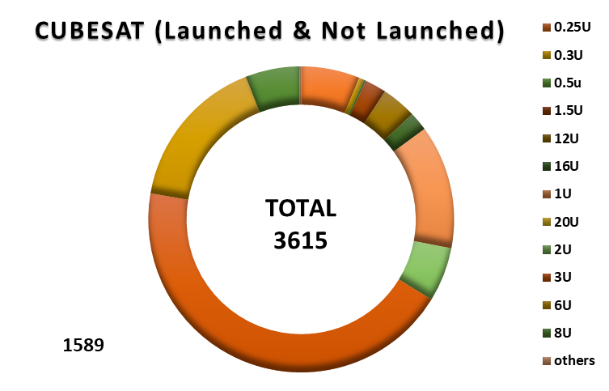 CUBESAT (Launched & Not Launched)
0.25U
0.3U
0.5u
1.5U
12U
16U
1U
20U
2U
3U
6U
8U
others
TOTAL
3615
1589